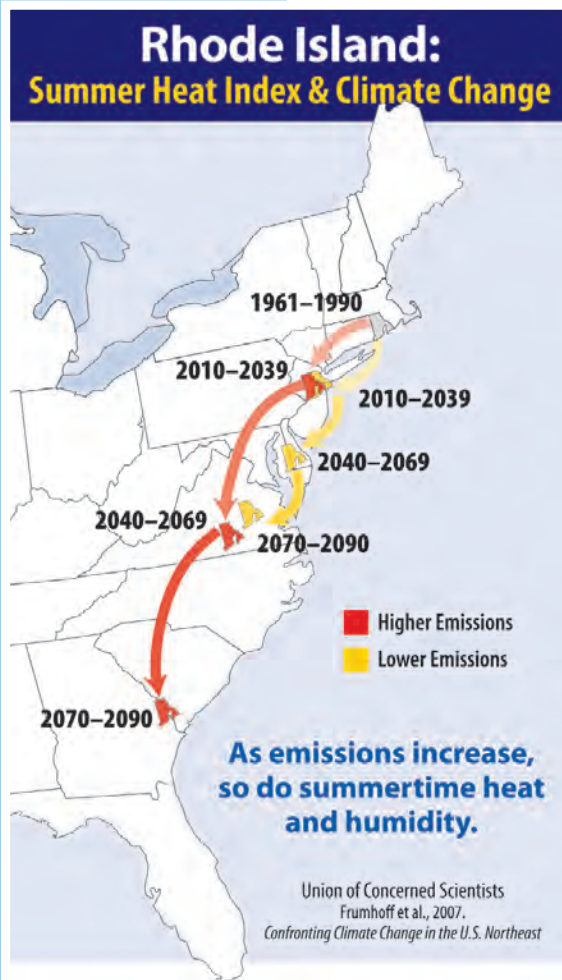 Rhode Island:
Summer Heat Index & Climate Change
1961–1990
2010–2039
2010–2039
2040–2069
2040–2069
2070–2090
Higher Emissions
Lower Emissions
2070–2090
As emissions increase,
so do summertime heat
and humidity.
Union of Concerned Scientists
Frumhoff et al., 2007.
Confronting Climate Change in the U.S. Northeast